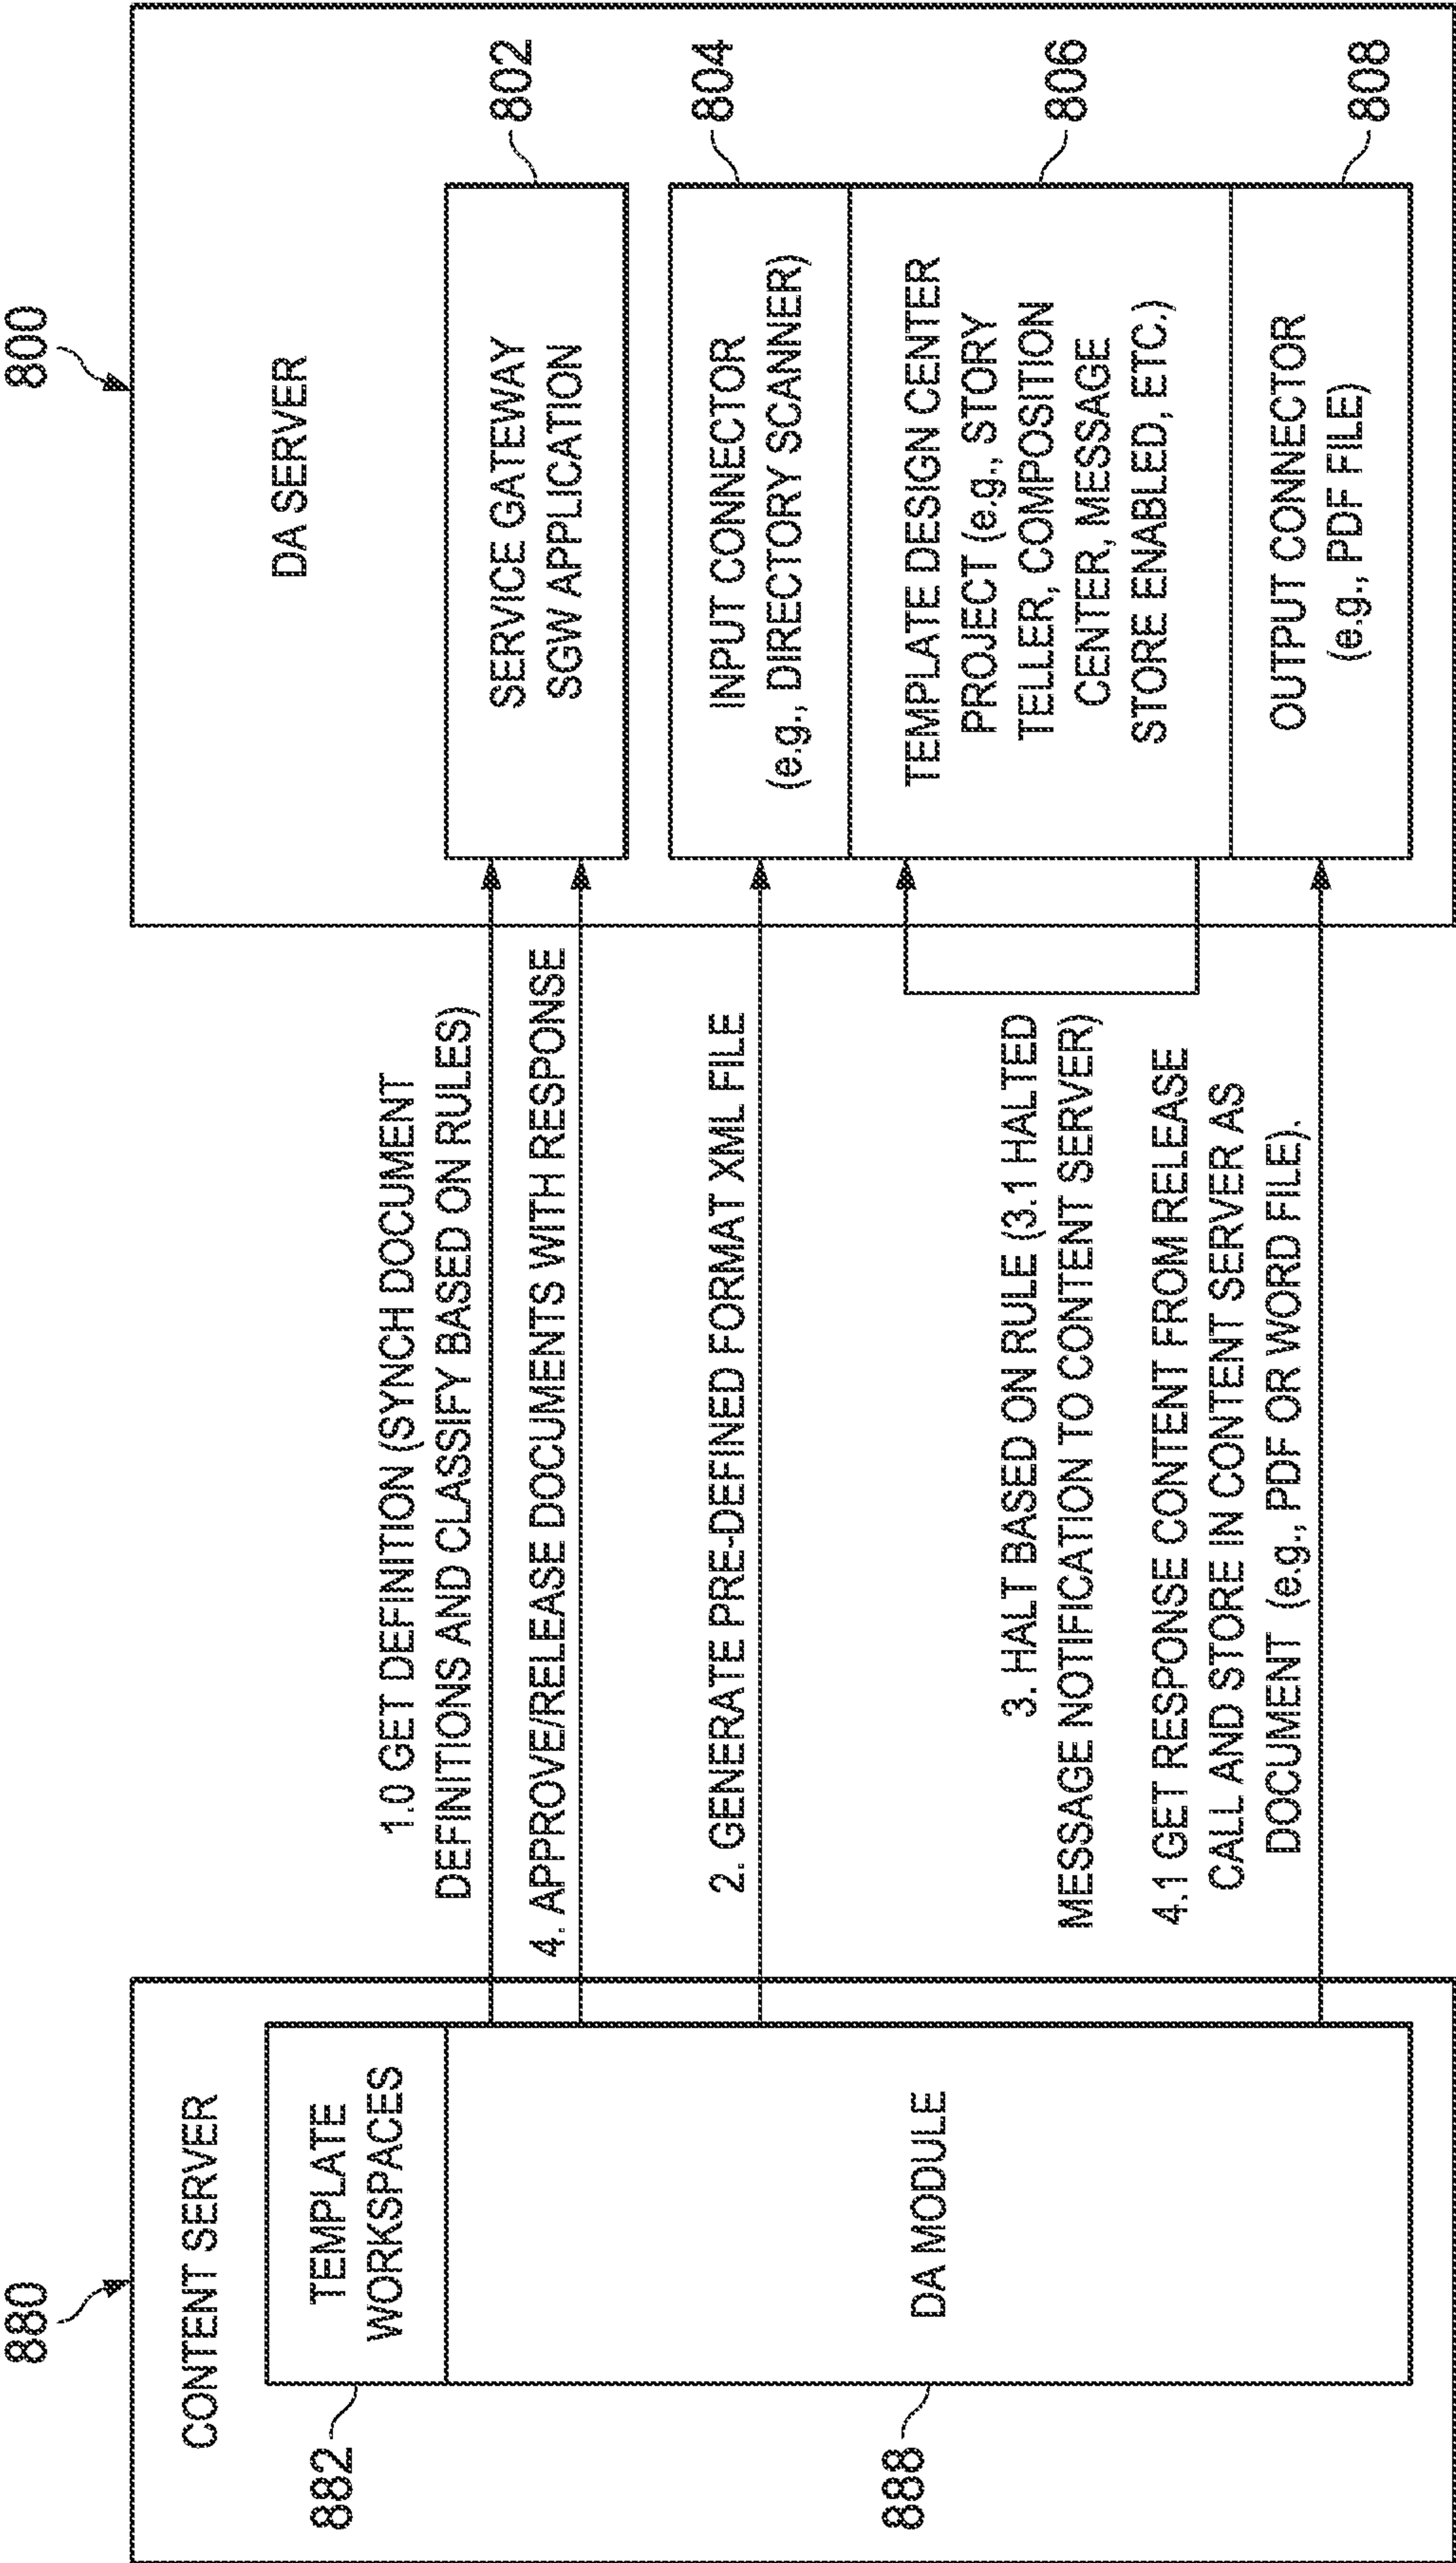 880
CONTENT SERVER
882
TEMPLATE
WORKSPACES
888
DA MODULE
1.0 GET DEFINITION (SYNCH DOCUMENT
DEFINITIONS AND CLASSIFY BASED ON RULES)
4. APPROVE/RELEASE DOCUMENTS WITH RESPONSE
2. GENERATE PRE-DEFINED FORMAT XML FILE
3. HALT BASED ON RULE (3.1 HALTED
MESSAGE NOTIFICATION TO CONTENT SERVER)
4.1 GET RESPONSE CONTENT FROM RELEASE
CALL AND STORE IN CONTENT SERVER AS
DOCUMENT (e.g., PDF OR WORD FILE).
800
DA SERVER
SERVICE GATEWAY
SGW APPLICATION
802
INPUT CONNECTOR
(e.g., DIRECTORY SCANNER)
804
TEMPLATE DESIGN CENTER
PROJECT (e.g., STORY
TELLER, COMPOSITION
CENTER, MESSAGE
STORE ENABLED, ETC.)
806
OUTPUT CONNECTOR
(e.g., PDF FILE)
808